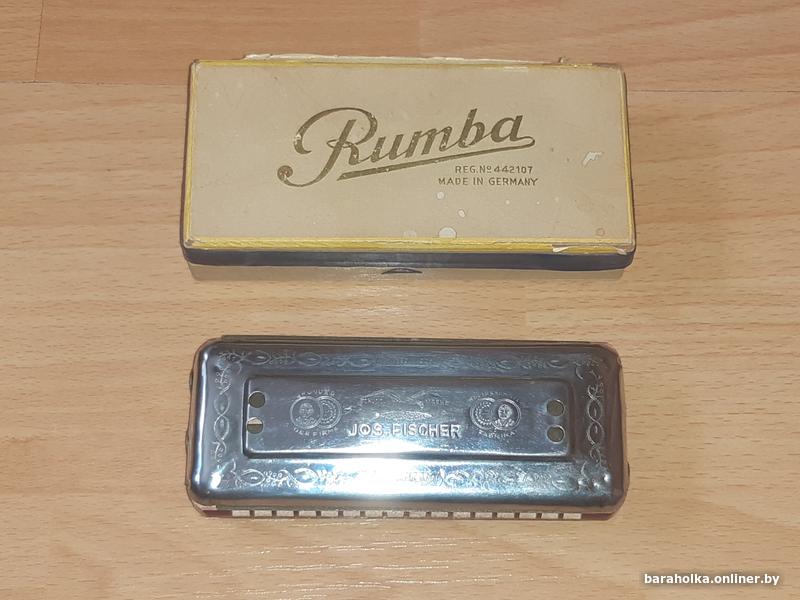 Rumba
REG. Nº 442107
MADE IN GERMANY
JOS. FISCHER
baraholka.onliner.by